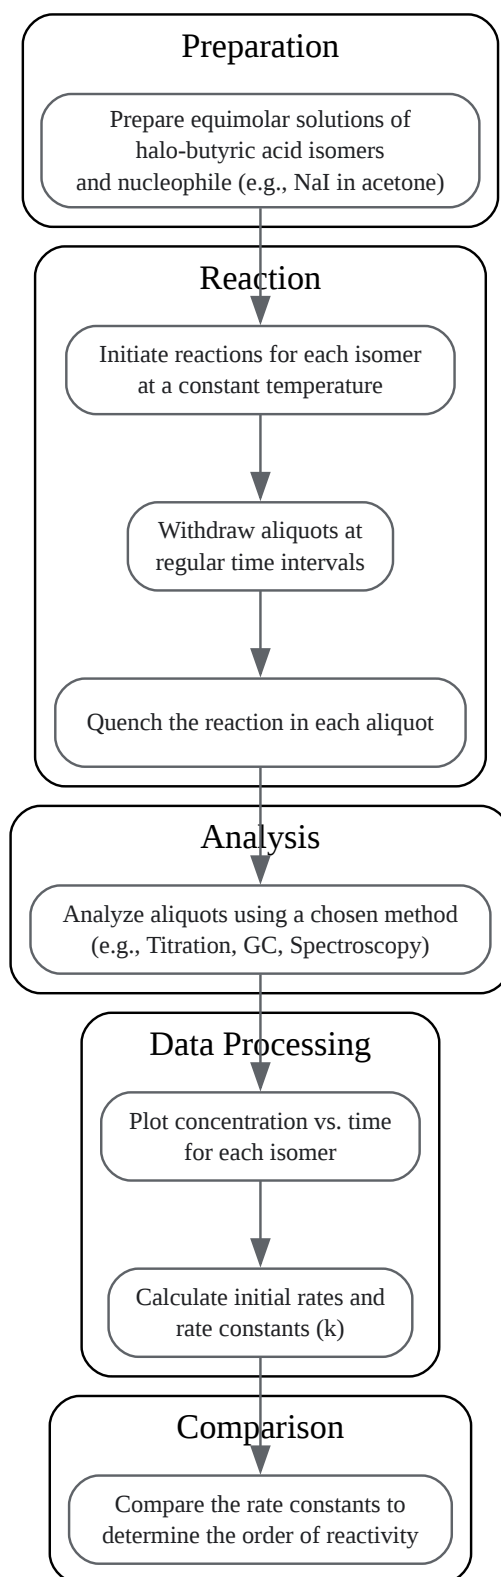 Preparation
Prepare equimolar solutions of
halo-butyric acid isomers
and nucleophile (e.g., NaI in acetone)
Reaction
Initiate reactions for each isomer
at a constant temperature
Withdraw aliquots at
regular time intervals
Quench the reaction in each aliquot
Analysis
Analyze aliquots using a chosen method
(e.g., Titration, GC, Spectroscopy)
Data Processing
Plot concentration vs. time
for each isomer
Calculate initial rates and
rate constants (k)
Comparison
Compare the rate constants to
determine the order of reactivity